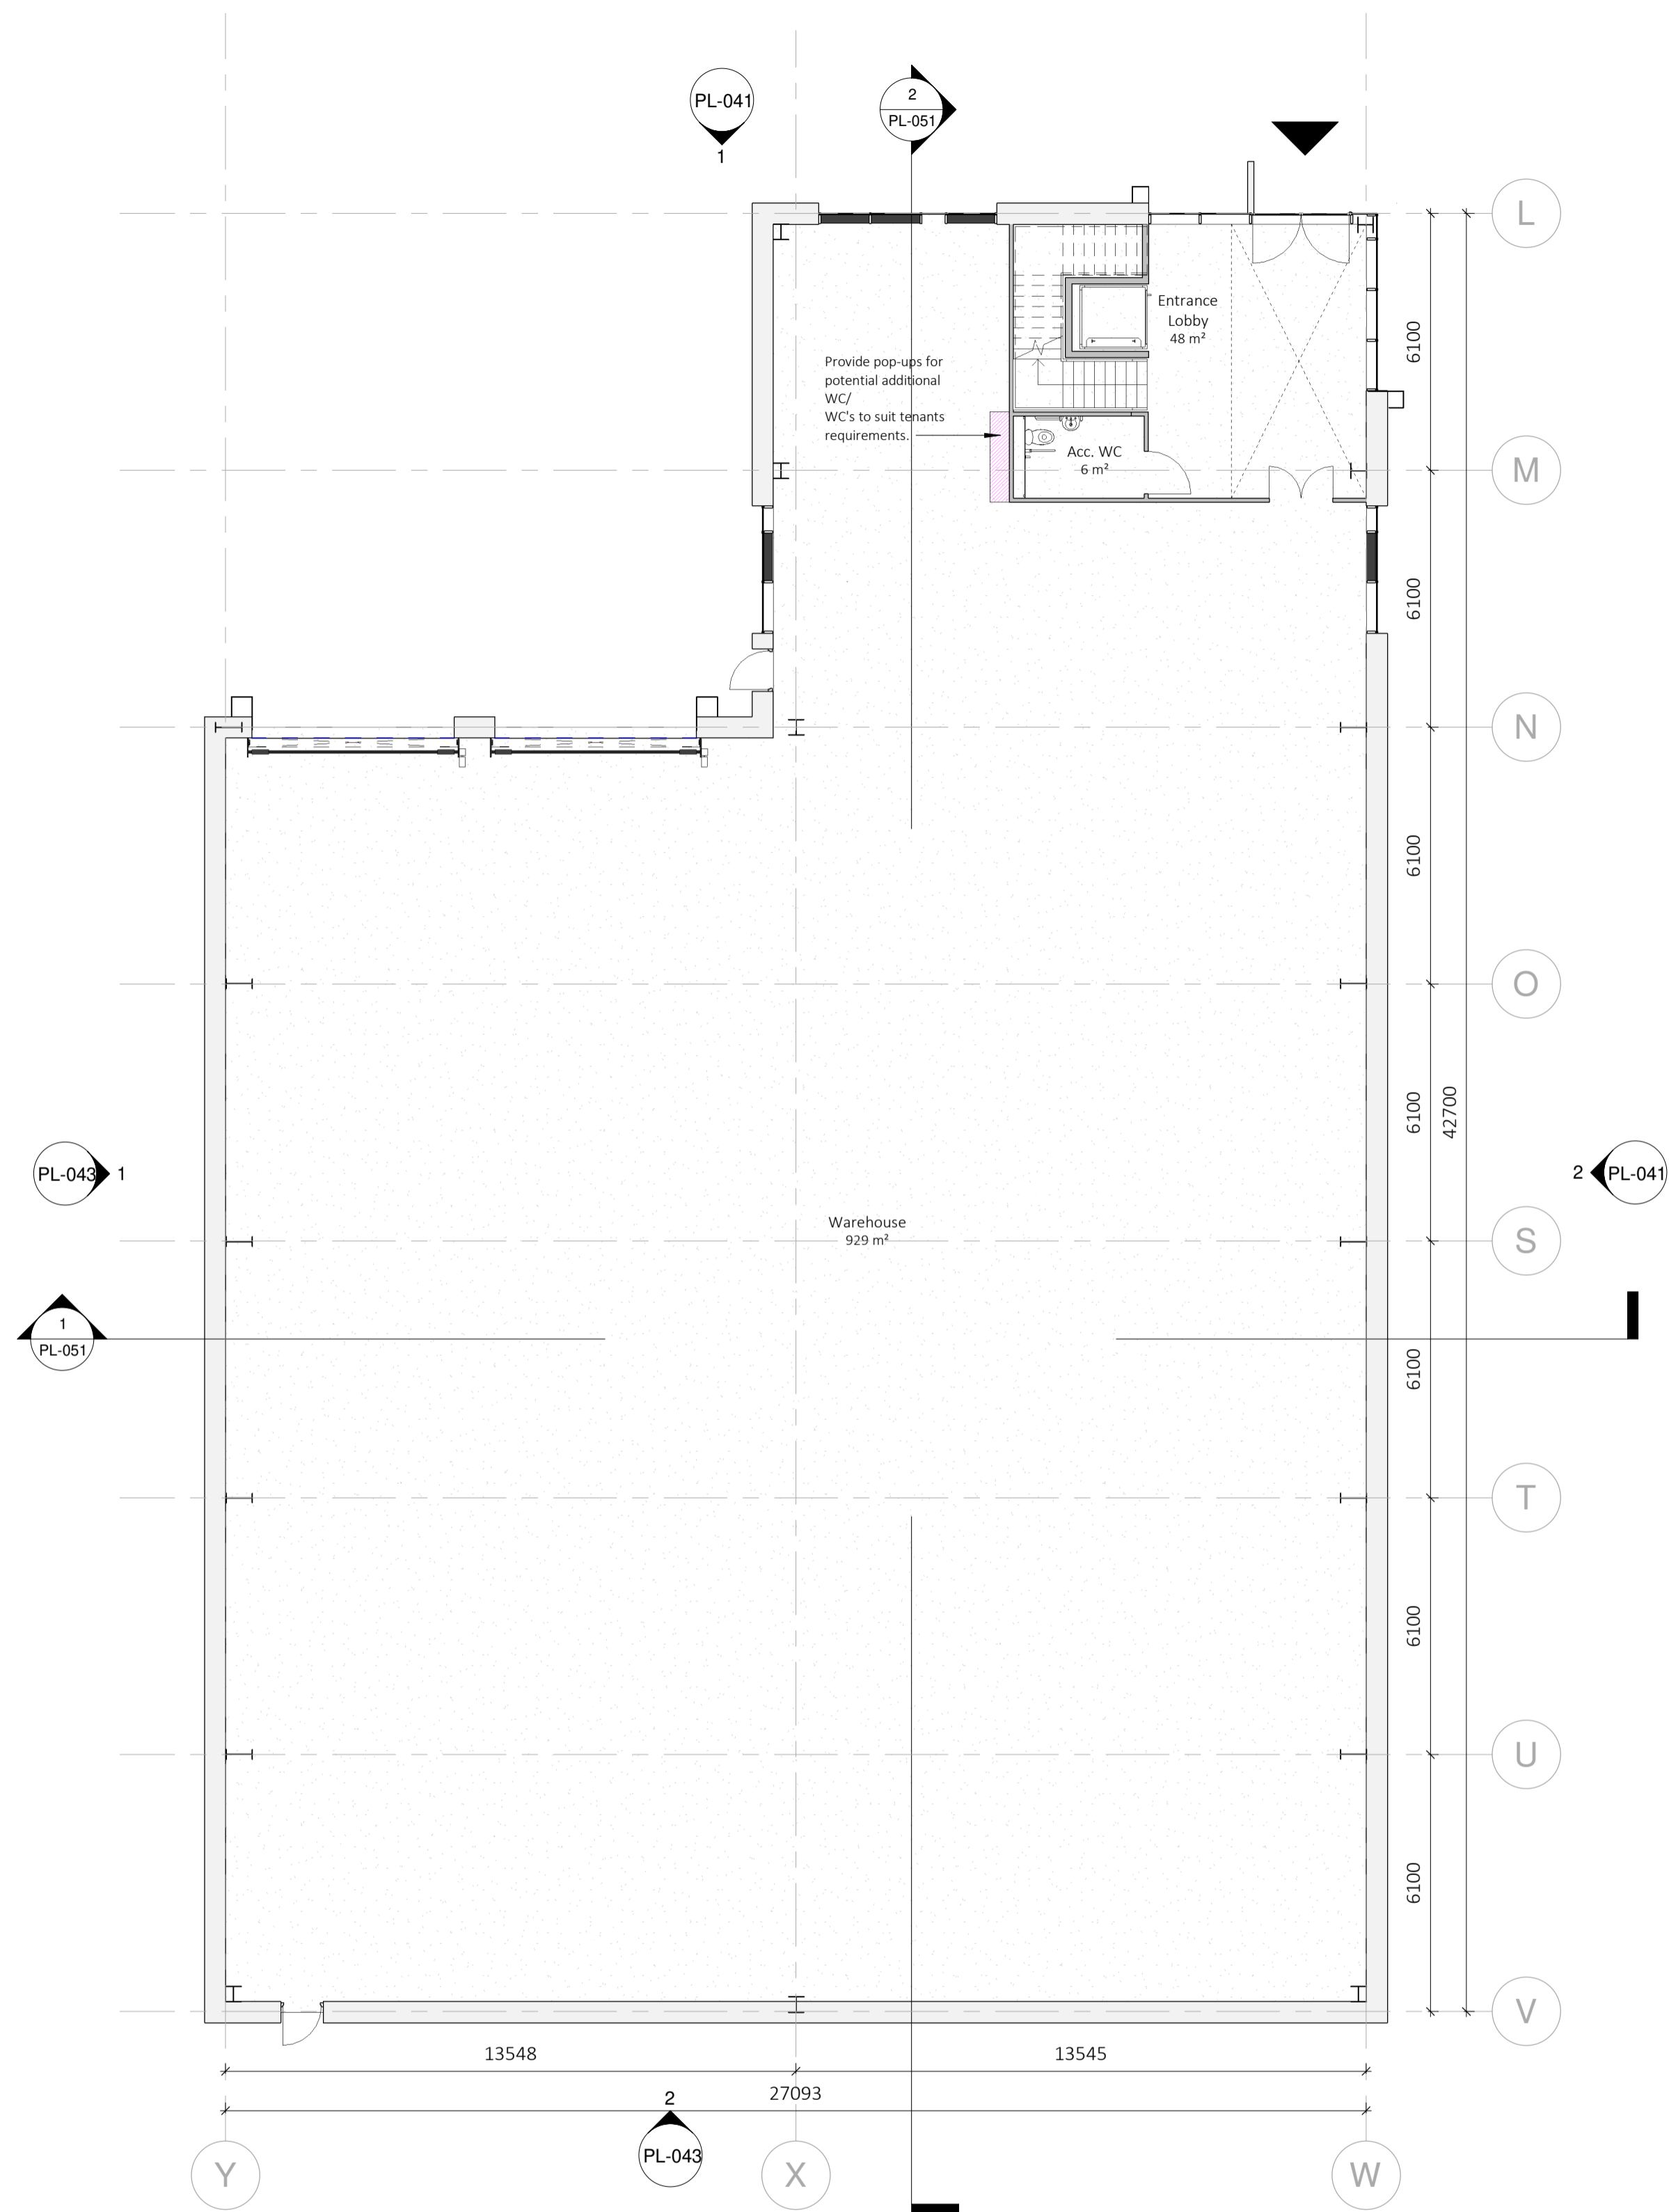 PL-041
1
2
PL-051
L
Entrance
Lobby
48 m²
6100
Provide pop-ups for
potential additional
WC/
WC's to suit tenants
requirements.
Acc. WC
6 m²
M
6100
N
6100
O
6100
42700
PL-043
1
2
PL-041
Warehouse
929 m²
S
1
PL-051
6100
T
6100
U
6100
V
13548
13545
27093
2
PL-043
Y
X
W